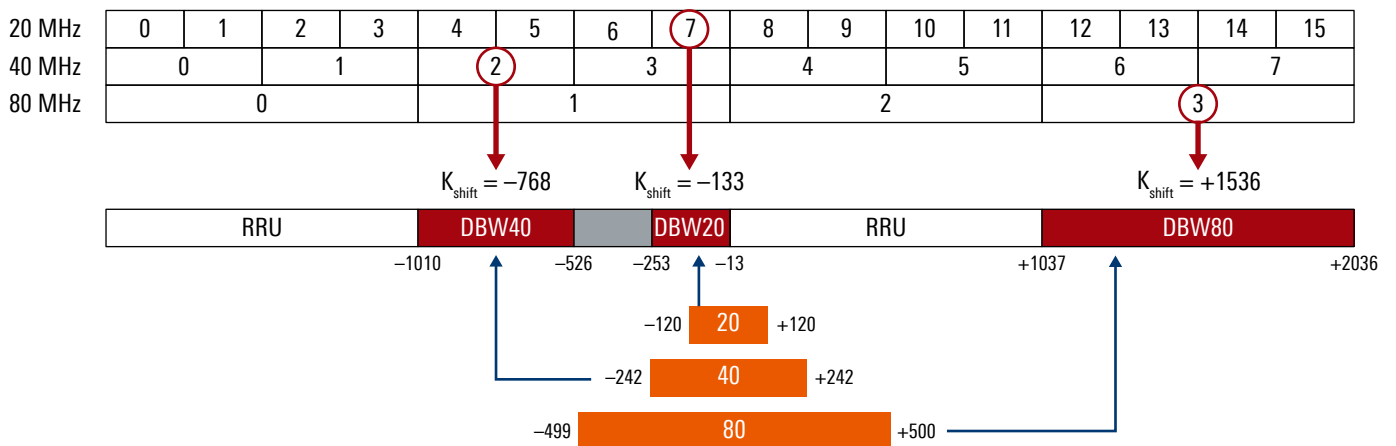 20 MHz 0 1 2 3 4 5 6 7 8 9 10 11 12 13 14 15
40 MHz 0 1 2 3 4 5 6 7
80 MHz 0 1 2 3
Kshift = –768 Kshift = –133 Kshift = +1536
RRU DBW40 DBW20 RRU DBW80
–1010 –526 –253 –13 +1037 +2036
–120 20 +120
–242 40 +242
–499 80 +500